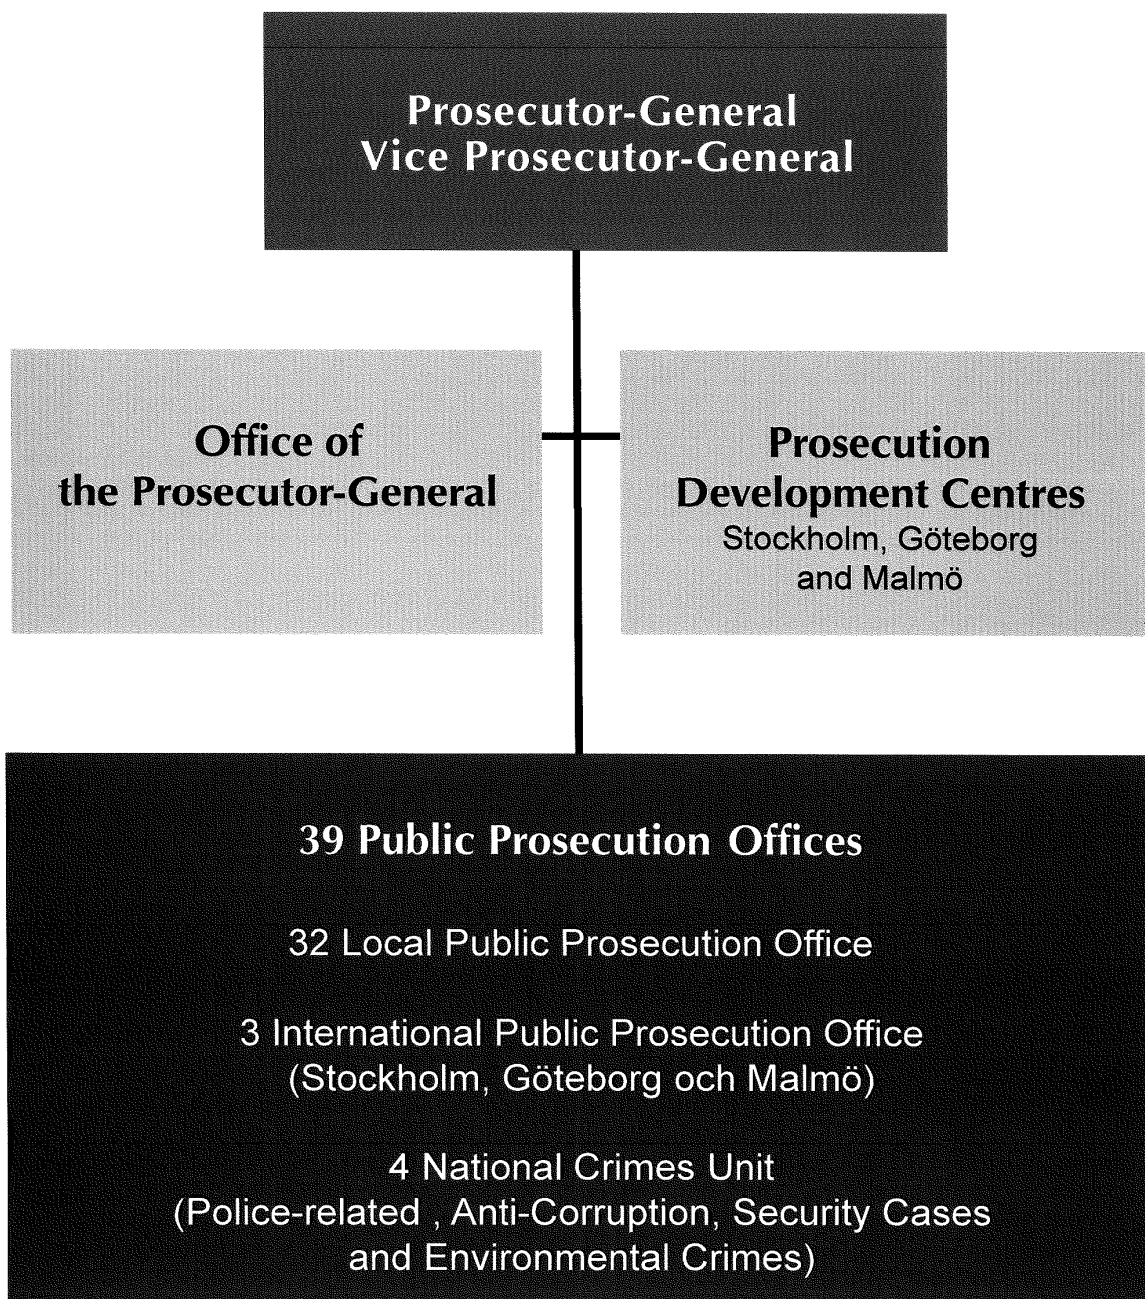 Prosecutor-General
Vice Prosecutor-General
Office of
the Prosecutor-General
Prosecution
Development Centres
Stockholm, Göteborg
and Malmö
39 Public Prosecution Offices
32 Local Public Prosecution Office
3 International Public Prosecution Office
(Stockholm, Göteborg och Malmö)
4 National Crimes Unit
(Police-related , Anti-Corruption, Security Cases
and Environmental Crimes)